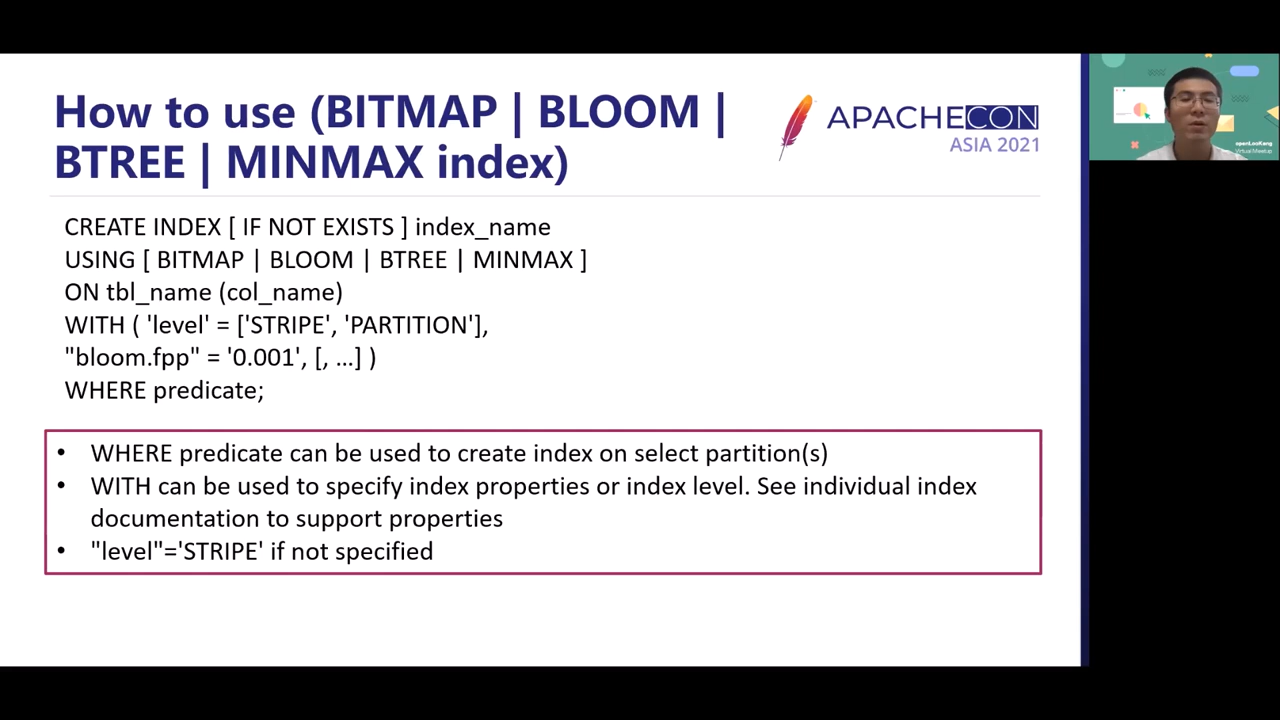 How to use (BITMAP | BLOOM |
BTREE | MINMAX index)
APACHECON
ASIA 2021
CREATE INDEX [ IF NOT EXISTS ] index_name
USING [ BITMAP | BLOOM | BTREE | MINMAX ]
ON tbl_name (col_name)
WITH ( 'level' = ['STRIPE', 'PARTITION'],
"bloom.fpp" = '0.001', [, …] )
WHERE predicate;
• WHERE predicate can be used to create index on select partition(s)
• WITH can be used to specify index properties or index level. See individual index
documentation to support properties
• "level"='STRIPE' if not specified
openLooKeng
Virtual Meetup